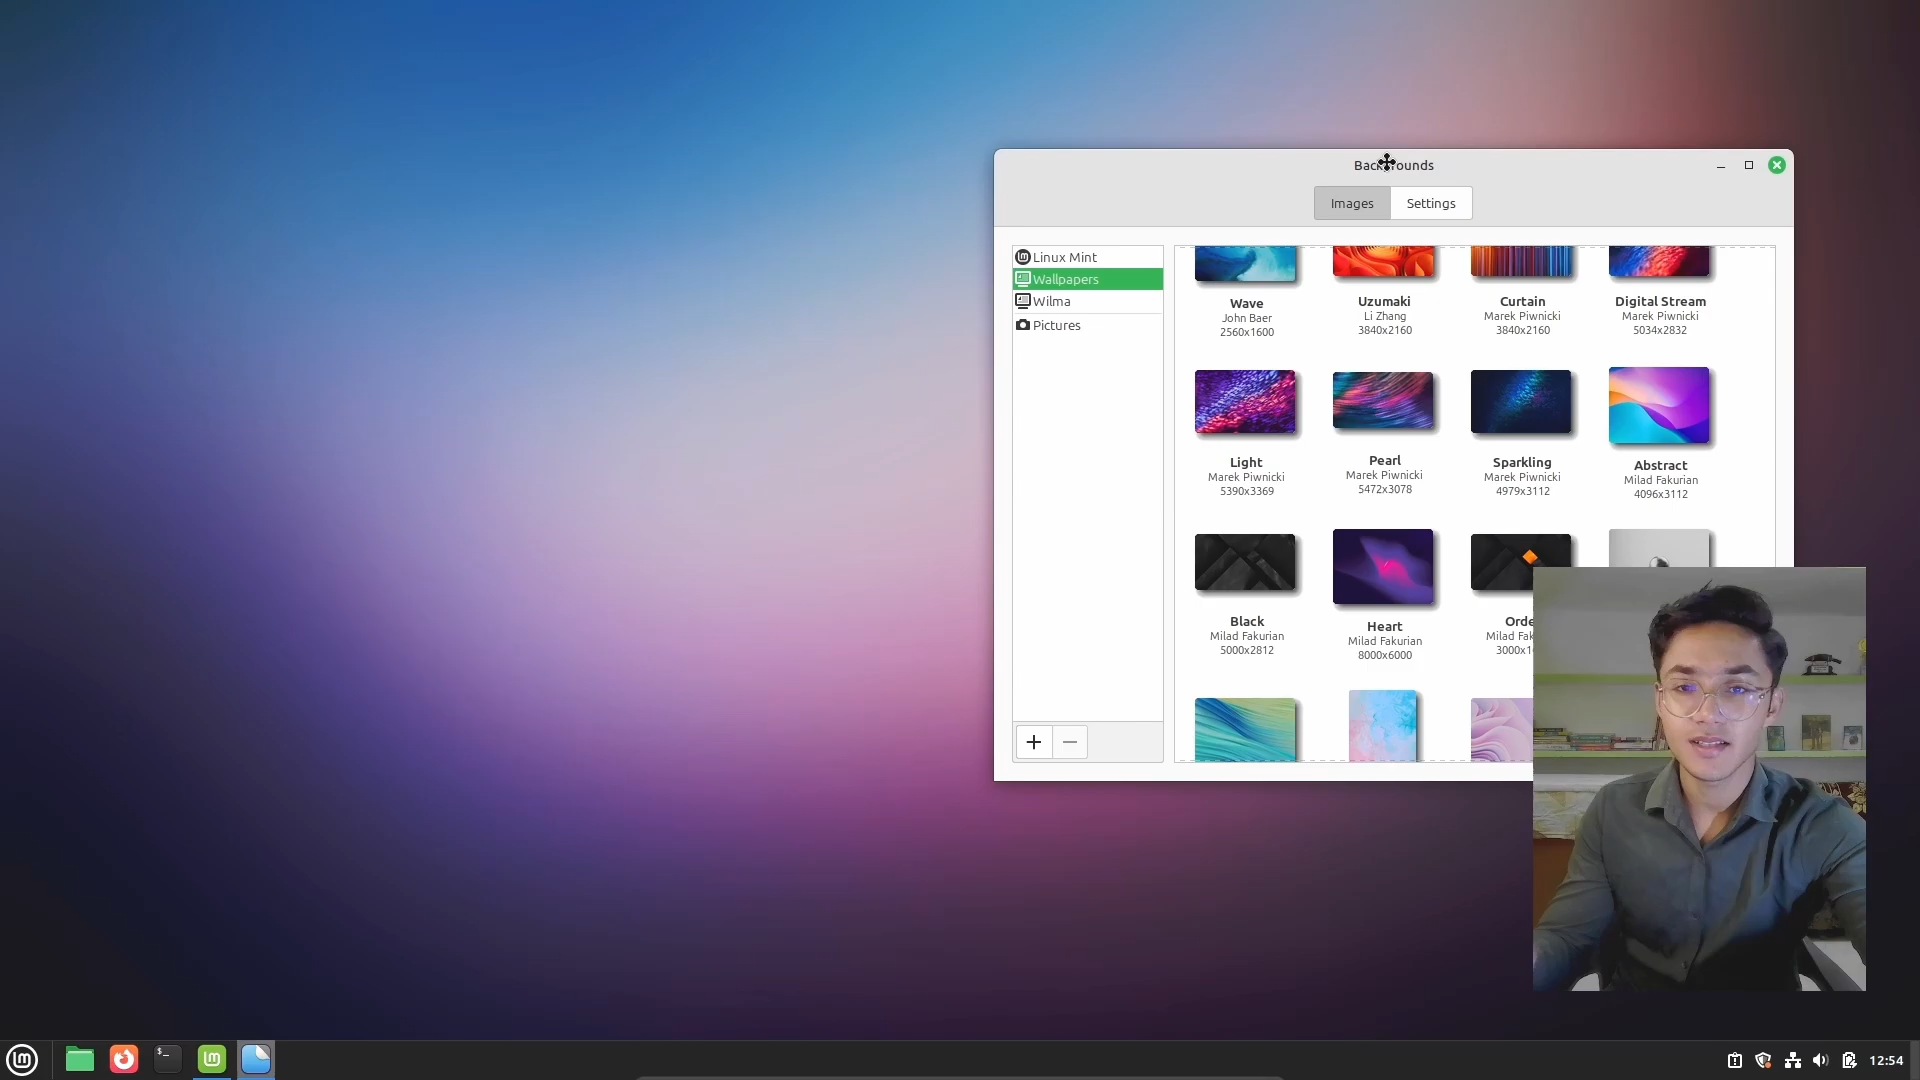 Backgrounds
Images
Settings
Linux Mint
Wallpapers
Wilma
Pictures
Wave
John Baer
2560x1600
Uzumaki
Li Zhang
3840x2160
Curtain
Marek Piwnicki
3840x2160
Digital Stream
Marek Piwnicki
5034x2832
Light
Marek Piwnicki
5390x3369
Pearl
Marek Piwnicki
5472x3078
Sparkling
Marek Piwnicki
4979x3112
Abstract
Milad Fakurian
4096x3112
Black
Milad Fakurian
5000x2812
Heart
Milad Fakurian
8000x6000
Orde
Milad Fak
3000x1
12:54